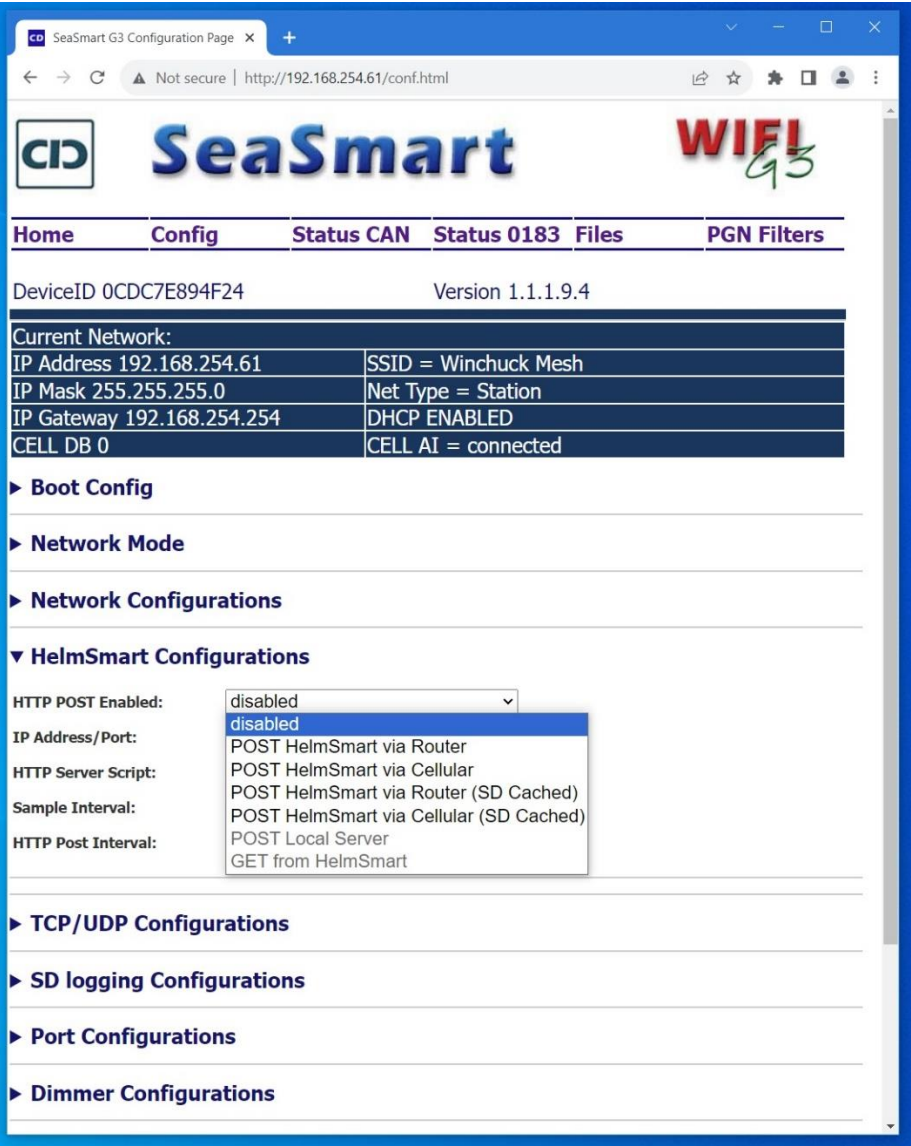 CD SeaSmart G3 Configuration Page
Not secure | http://192.168.254.61/conf.html
CD SeaSmart WIFI G3
Home Config Status CAN Status 0183 Files PGN Filters
DeviceID 0CDC7E894F24 Version 1.1.1.9.4
Current Network:
IP Address 192.168.254.61 SSID = Winchuck Mesh
IP Mask 255.255.255.0 Net Type = Station
IP Gateway 192.168.254.254 DHCP ENABLED
CELL DB 0 CELL AI = connected
Boot Config
Network Mode
Network Configurations
HelmSmart Configurations
HTTP POST Enabled: disabled
disabled
IP Address/Port: POST HelmSmart via Router
HTTP Server Script: POST HelmSmart via Cellular
POST HelmSmart via Router (SD Cached)
Sample Interval: POST HelmSmart via Cellular (SD Cached)
HTTP Post Interval: POST Local Server
GET from HelmSmart
TCP/UDP Configurations
SD logging Configurations
Port Configurations
Dimmer Configurations